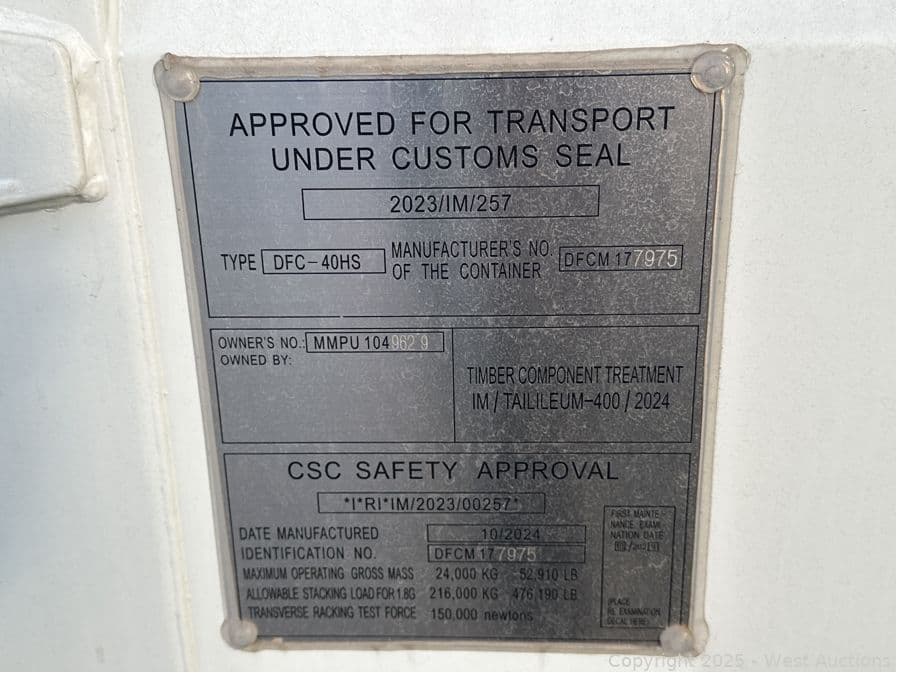 APPROVED FOR TRANSPORT
UNDER CUSTOMS SEAL
2023/IM/257
TYPE DFC-40HS MANUFACTURER'S NO. OF THE CONTAINER DFCM 177975
OWNER'S NO.: MMPU 104962 9
OWNED BY:
TIMBER COMPONENT TREATMENT
IM / TAILILEUM-400 / 2024
CSC SAFETY APPROVAL
*I*RI*IM/2023/00257*
DATE MANUFACTURED 10/2024
IDENTIFICATION NO. DFCM 177975
MAXIMUM OPERATING GROSS MASS 24,000 KG 52,910 LB
ALLOWABLE STACKING LOAD FOR 1.8G 216,000 KG 476,190 LB
TRANSVERSE RACKING TEST FORCE 150,000 newtons
FIRST MAINTE-
NANCE EXAMI-
NATION DATE
(PLACE
RE. EXAMINATION
DECAL HERE)
Copyright 2025 - West Auctions